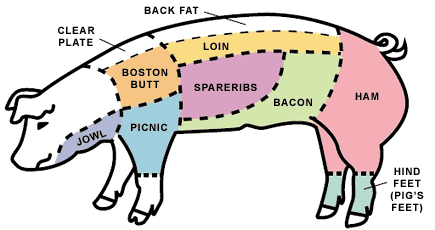 BACK FAT
CLEAR
PLATE
LOIN
BOSTON
BUTT
SPARERIBS
BACON
HAM
JOWL
PICNIC
HIND
FEET
(PIG'S
FEET)